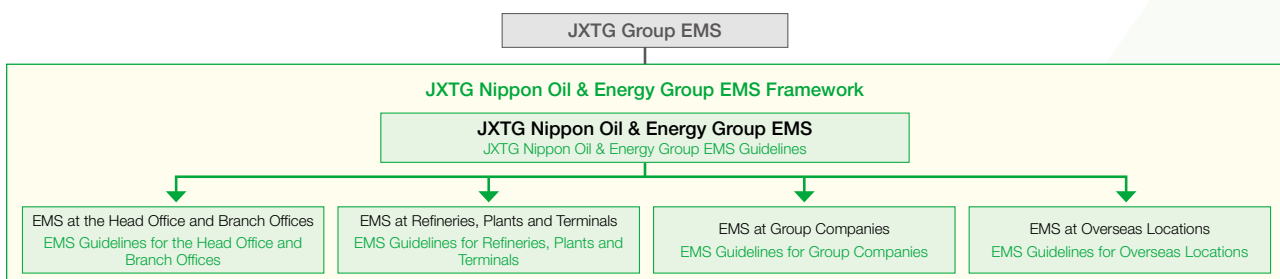 JXTG Group EMS
JXTG Nippon Oil & Energy Group EMS Framework
JXTG Nippon Oil & Energy Group EMS
JXTG Nippon Oil & Energy Group EMS Guidelines
EMS at the Head Office and Branch Offices
EMS Guidelines for the Head Office and
Branch Offices
EMS at Refineries, Plants and Terminals
EMS Guidelines for Refineries, Plants and
Terminals
EMS at Group Companies
EMS Guidelines for Group Companies
EMS at Overseas Locations
EMS Guidelines for Overseas Locations